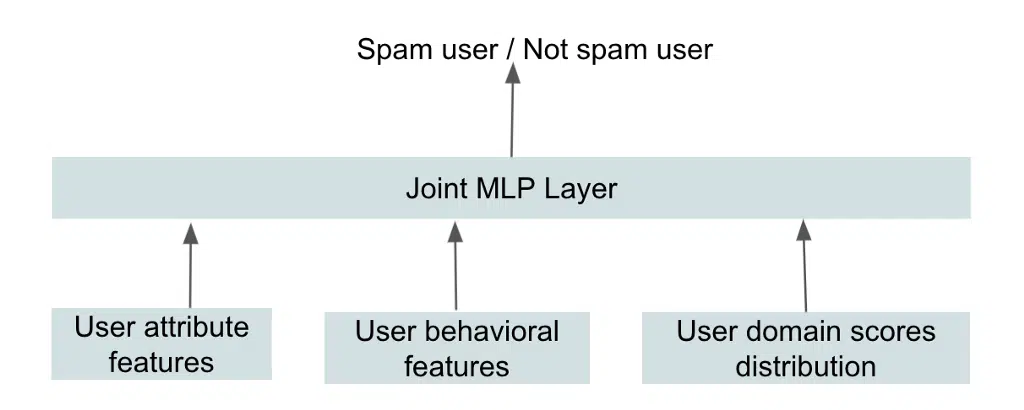 Spam user / Not spam user
Joint MLP Layer
User attribute
features
User behavioral
features
User domain scores
distribution